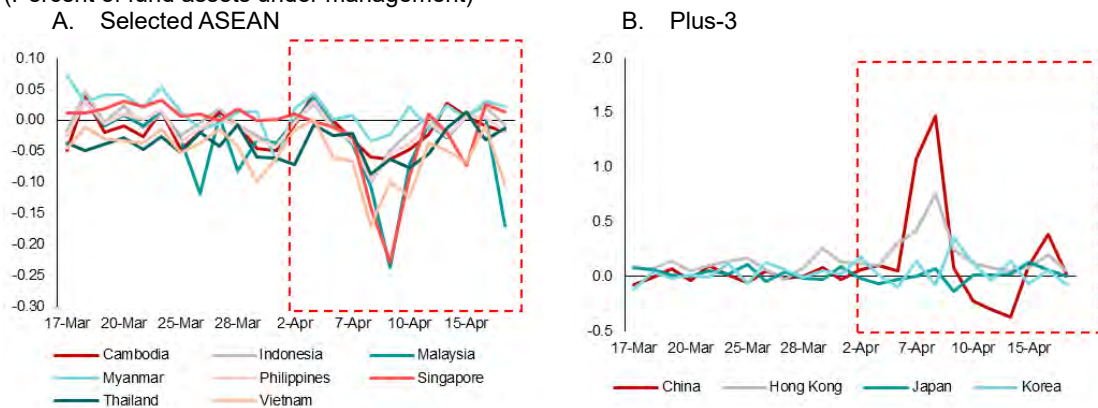 (Percent of fund assets under management)
A. Selected ASEAN
0.10
0.05
0.00
-0.05
-0.10
-0.15
-0.20
-0.25
-0.30
17-Mar 20-Mar 25-Mar 28-Mar 2-Apr 7-Apr 10-Apr 15-Apr
Cambodia Indonesia Malaysia
Myanmar Philippines Singapore
Thailand Vietnam
B. Plus-3
2.0
1.5
1.0
0.5
0.0
-0.5
17-Mar 20-Mar 25-Mar 28-Mar 2-Apr 7-Apr 10-Apr 15-Apr
China Hong Kong Japan Korea